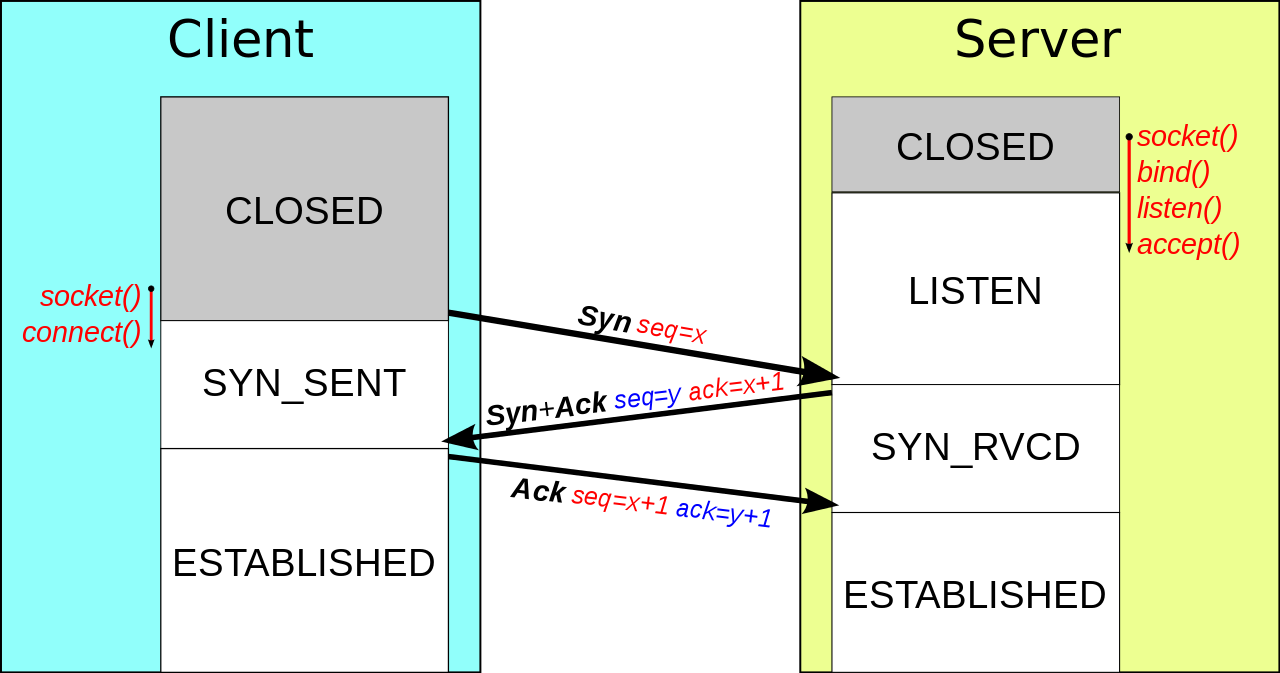 Client
CLOSED
socket()
connect()
SYN_SENT
ESTABLISHED
Syn seq=x
Syn+Ack seq=y ack=x+1
Ack seq=x+1 ack=y+1
Server
CLOSED
socket()
bind()
listen()
accept()
LISTEN
SYN_RVCD
ESTABLISHED